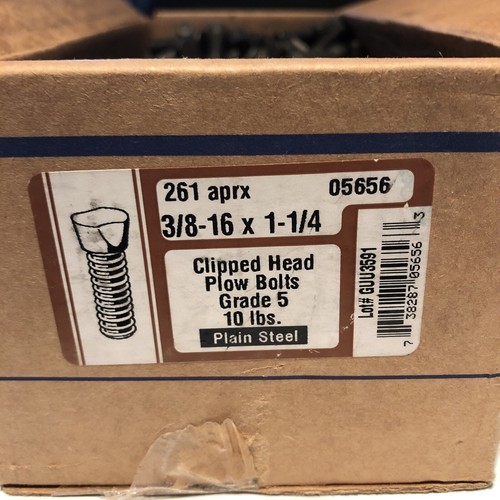 261 aprx 05656
3/8-16 x 1-1/4
Clipped Head
Plow Bolts
Grade 5
10 lbs.
Plain Steel
Lot# GUU3591
7 38287 05656 3